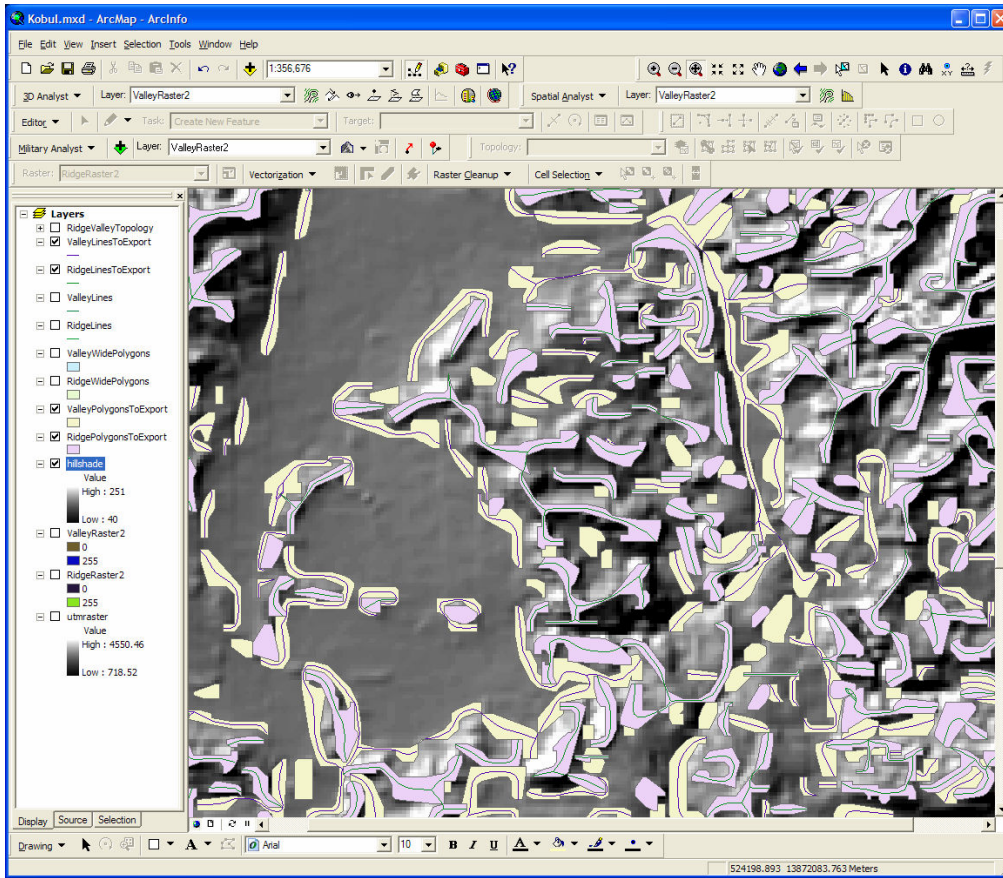 Kobul.mxd - ArcMap - ArcInfo
File Edit View Insert Selection Tools Window Help
1:356,676
3D Analyst Layer: ValleyRaster2 Spatial Analyst Layer: ValleyRaster2
Editor Task: Create New Feature Target:
Military Analyst Layer: ValleyRaster2 Topology:
Raster: RidgeRaster2 Vectorization Raster Cleanup Cell Selection
Layers
RidgeValleyTopology
ValleyLinesToExport
RidgeLinesToExport
ValleyLines
RidgeLines
ValleyWidePolygons
RidgeWidePolygons
ValleyPolygonsToExport
RidgePolygonsToExport
hillshade
Value
High : 251
Low : 40
ValleyRaster2
0
255
RidgeRaster2
0
255
utmraster
Value
High : 4550.46
Low : 718.52
Display Source Selection
Drawing A Arial 10 B I U A
524198.893 13872083.763 Meters